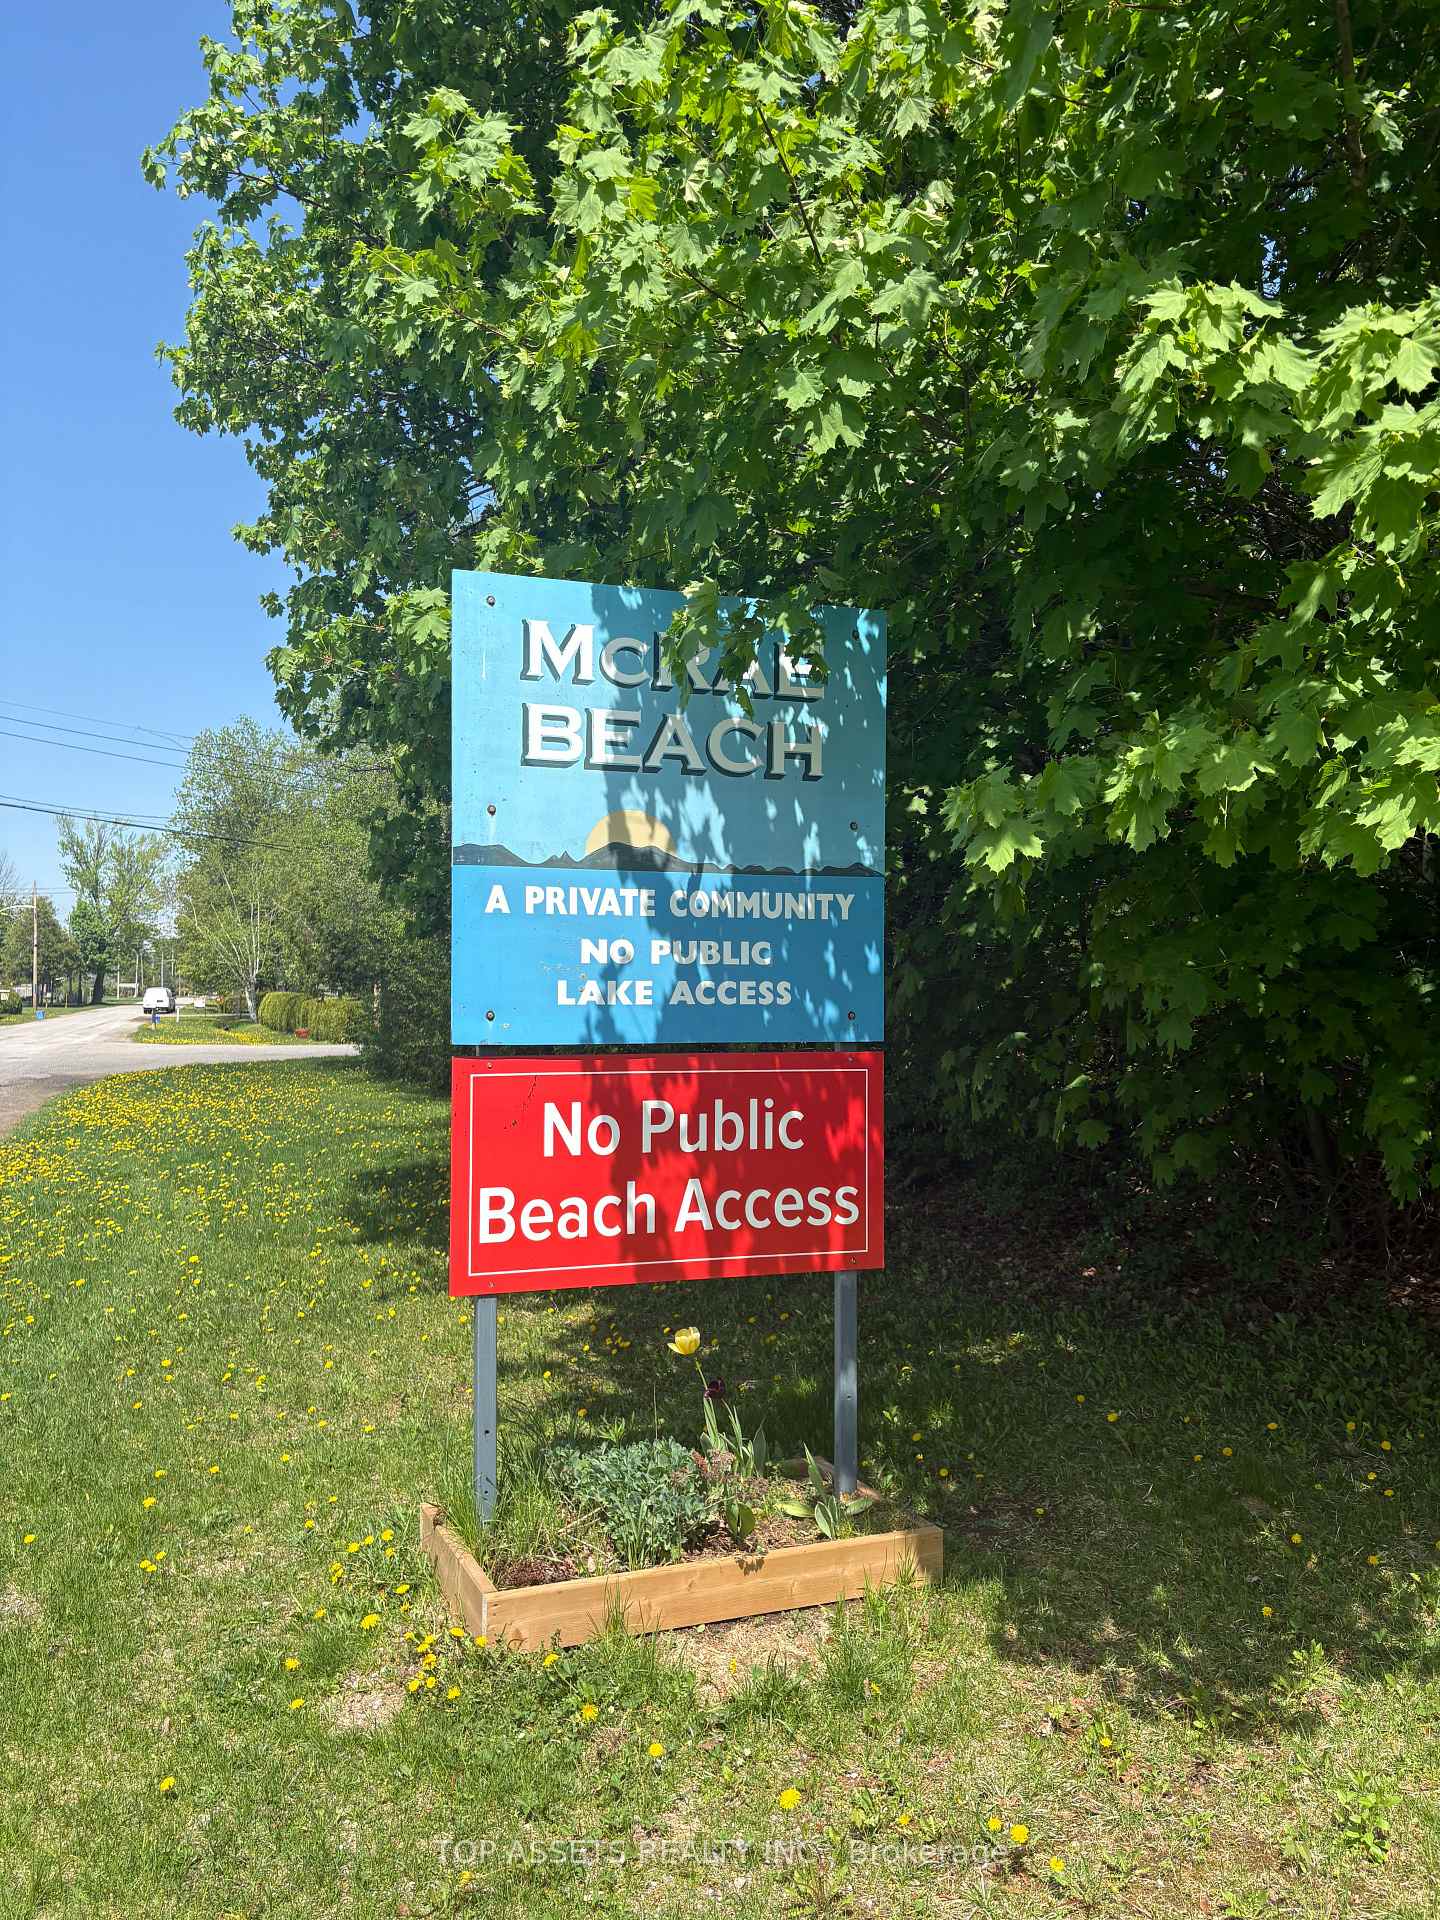 McRAE
BEACH
A PRIVATE COMMUNITY
NO PUBLIC
LAKE ACCESS
No Public
Beach Access
TOP ASSETS REALTY INC., Brokerage